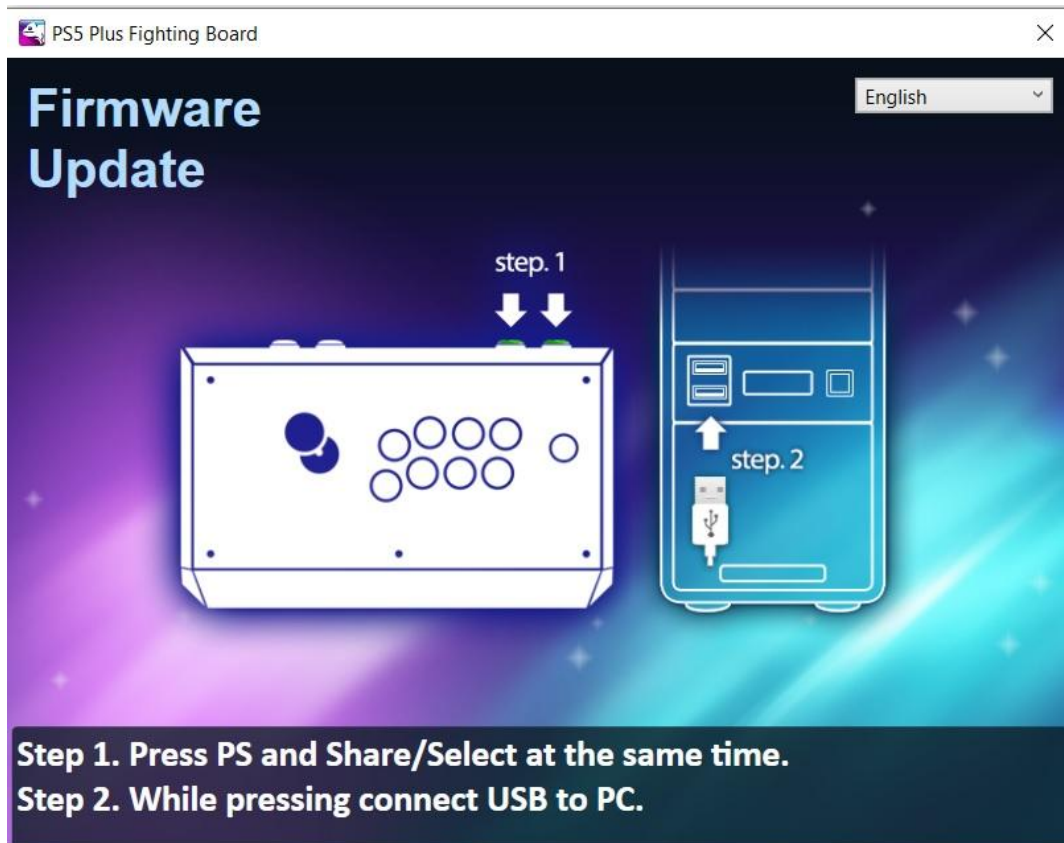 PS5 Plus Fighting Board
Firmware
Update
English
step. 1
step. 2
Step 1. Press PS and Share/Select at the same time.
Step 2. While pressing connect USB to PC.